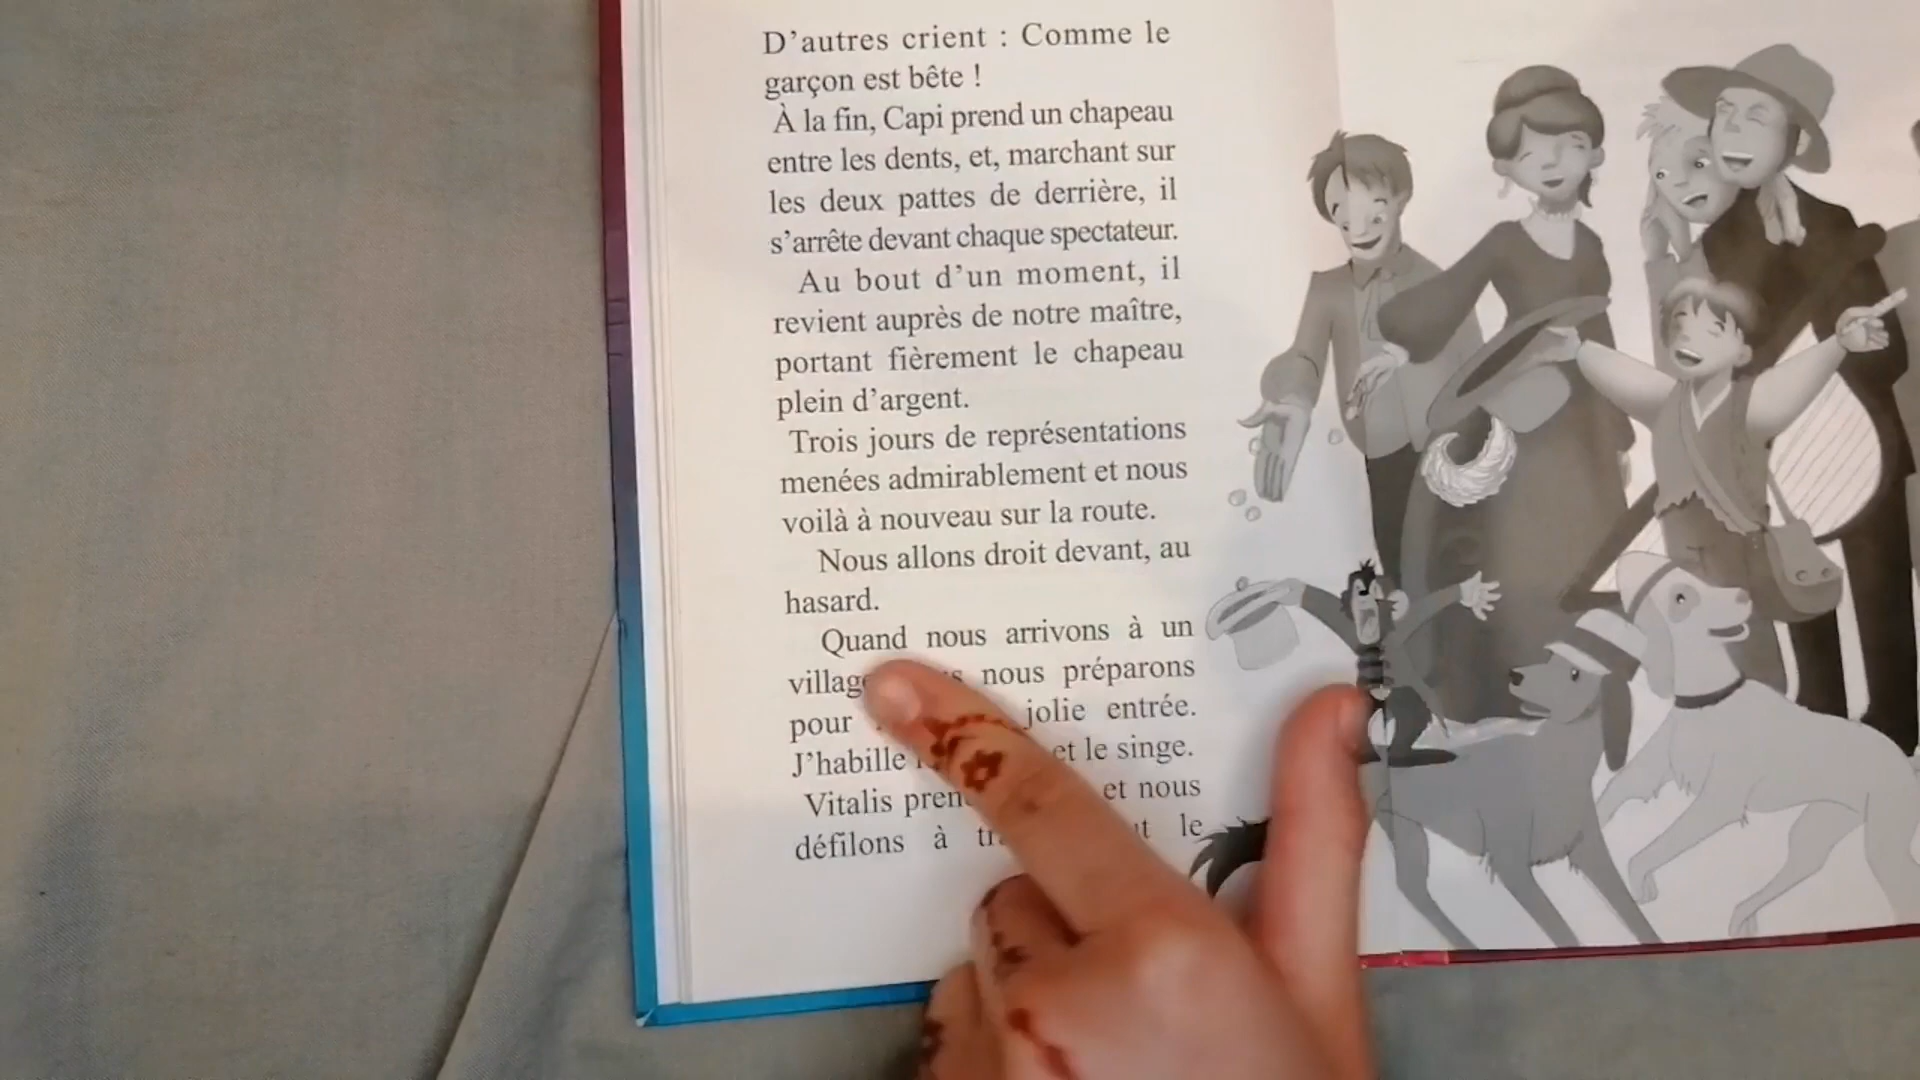 D’autres crient : Comme le
garçon est bête !
À la fin, Capi prend un chapeau
entre les dents, et, marchant sur
les deux pattes de derrière, il
s’arrête devant chaque spectateur.
Au bout d’un moment, il
revient auprès de notre maître,
portant fièrement le chapeau
plein d’argent.
Trois jours de représentations
menées admirablement et nous
voilà à nouveau sur la route.
Nous allons droit devant, au
hasard.
Quand nous arrivons à un
village nous préparons
pour jolie entrée.
J’habille et le singe.
Vitalis prend et nous
défilons à le